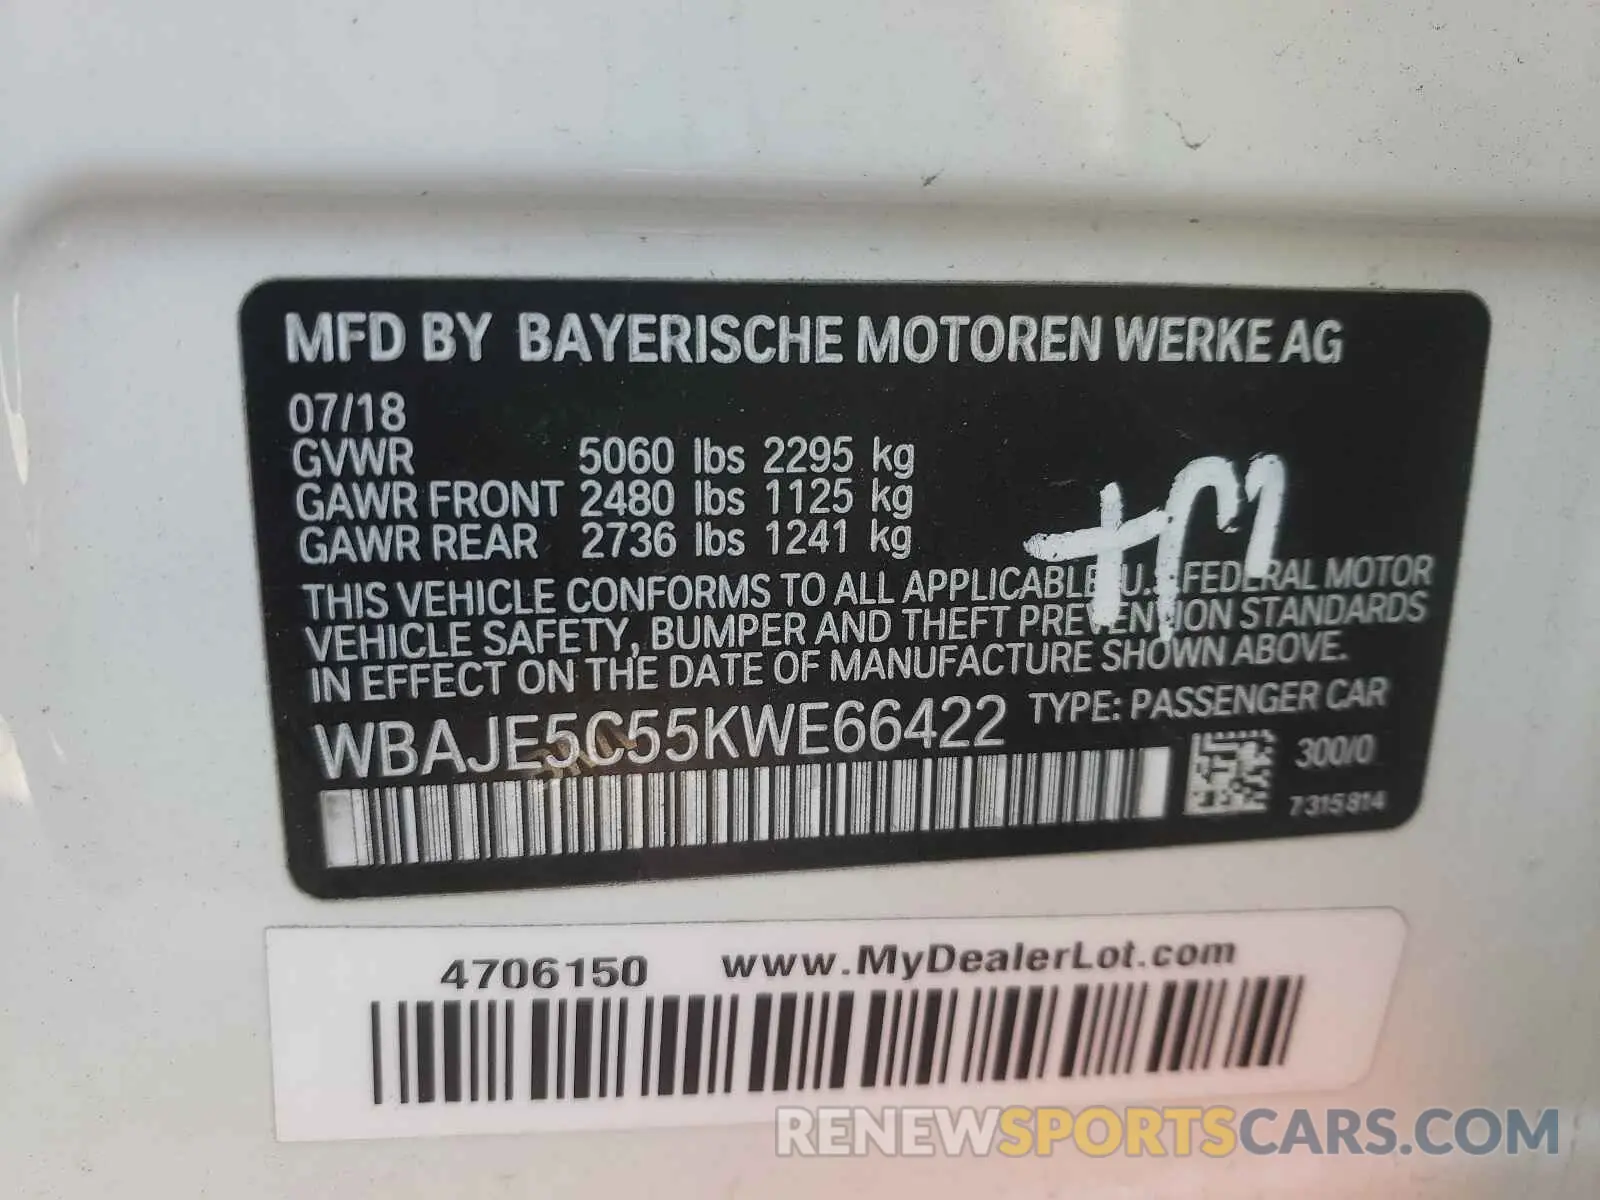 MFD BY BAYERISCHE MOTOREN WERKE AG
07/18
GVWR 5060 lbs 2295 kg
GAWR FRONT 2480 lbs 1125 kg
GAWR REAR 2736 lbs 1241 kg
THIS VEHICLE CONFORMS TO ALL APPLICABLE U.S. FEDERAL MOTOR
VEHICLE SAFETY, BUMPER AND THEFT PREVENTION STANDARDS
IN EFFECT ON THE DATE OF MANUFACTURE SHOWN ABOVE.
WBAJE5C55KWE66422 TYPE: PASSENGER CAR
300/0
7315814
4706150 www.MyDealerLot.com
RENEWSPORTSCARS.COM